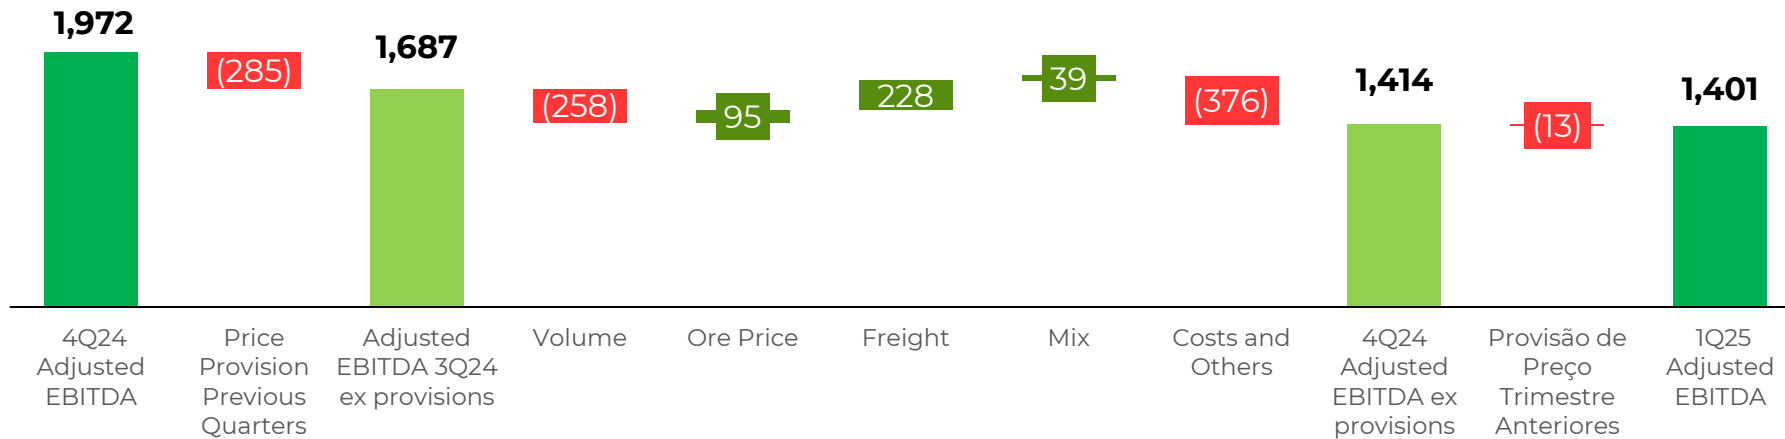 1,972
(285)
1,687
(258)
95
228
39
(376)
1,414
(13)
1,401
4Q24
Adjusted
EBITDA
Price
Provision
Previous
Quarters
Adjusted
EBITDA 3Q24
ex provisions
Volume
Ore Price
Freight
Mix
Costs and
Others
4Q24
Adjusted
EBITDA ex
provisions
Provisão de
Preço
Trimestre
Anteriores
1Q25
Adjusted
EBITDA